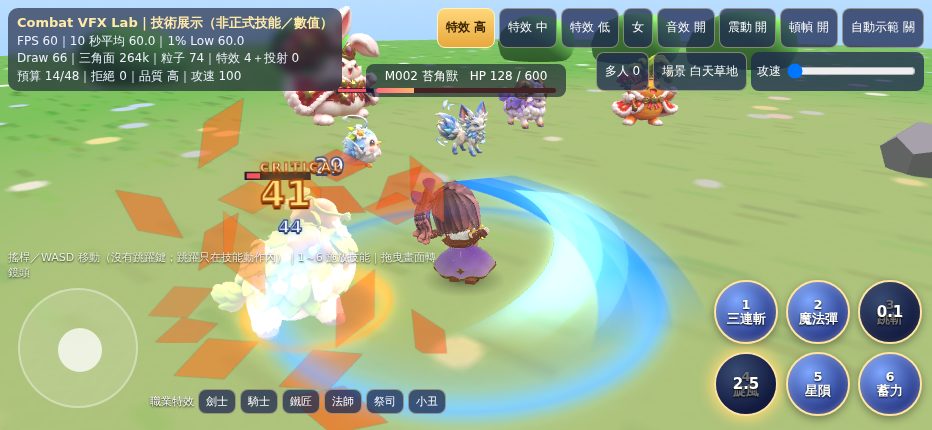 Combat VFX Lab｜技術展示（非正式技能／數值）
FPS 60｜10 秒平均 60.0｜1% Low 60.0
Draw 66｜三角面 264k｜粒子 74｜特效 4＋投射 0
預算 14/48｜拒絕 0｜品質 高｜攻速 100
特效 高
特效 中
特效 低
女
音效 開
震動 開
頓幀 開
自動示範 關
多人 0
場景 白天草地
攻速
M002 苔角獸 HP 128 / 600
CRITICAL
41
44
搖桿／WASD 移動（沒有跳躍鍵；跳躍只在技能動作內）｜1～6 技能｜拖曳畫面轉
鏡頭
1
三連斬
2
魔法彈
0.1
2.5
5
星隕
6
蓄力
職業特效
劍士
騎士
鐵匠
法師
祭司
小丑